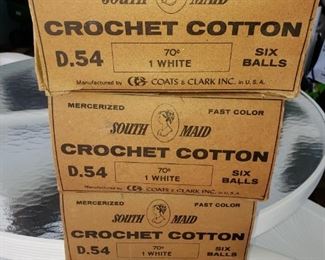 SOUTH MAID
CROCHET COTTON
D.54 70¢ 1 WHITE SIX BALLS
Manufactured by COATS & CLARK INC. in U.S.A.
MERCERIZED FAST COLOR
SOUTH MAID
CROCHET COTTON
D.54 70¢ 1 WHITE SIX BALLS
Manufactured by COATS & CLARK INC. in U.S.A.
MERCERIZED FAST COLOR
SOUTH MAID
CROCHET COTTON
D.54 70¢ 1 WHITE SIX BALLS